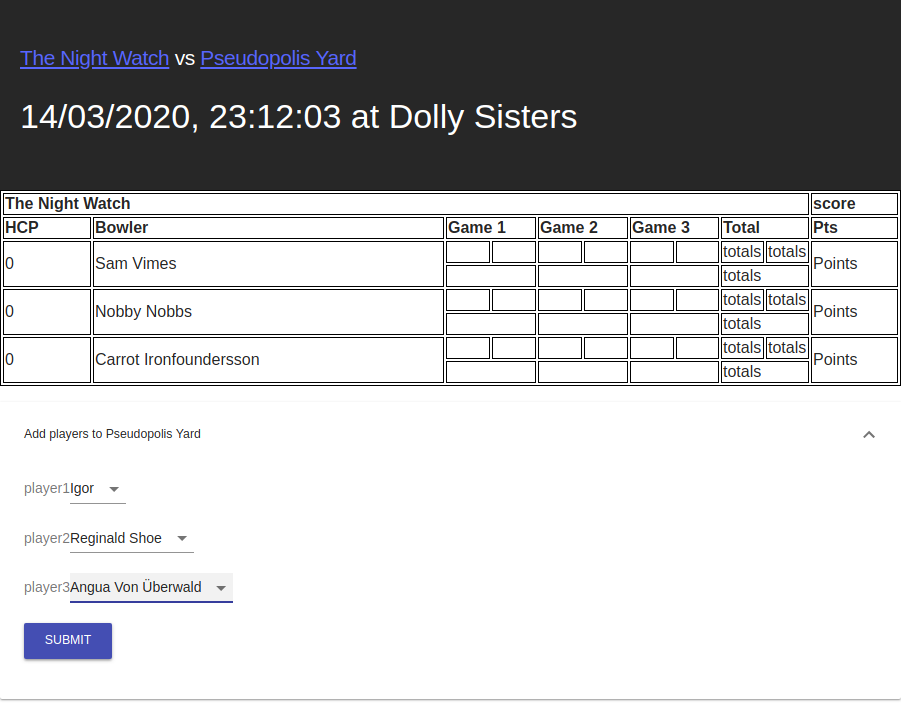 The Night Watch vs Pseudopolis Yard
14/03/2020, 23:12:03 at Dolly Sisters
The Night Watch score
HCP Bowler Game 1 Game 2 Game 3 Total Pts
0 Sam Vimes totals totals Points
totals
0 Nobby Nobbs totals totals Points
totals
0 Carrot Ironfoundersson totals totals Points
totals
Add players to Pseudopolis Yard
player1 Igor
player2 Reginald Shoe
player3 Angua Von Überwald
SUBMIT